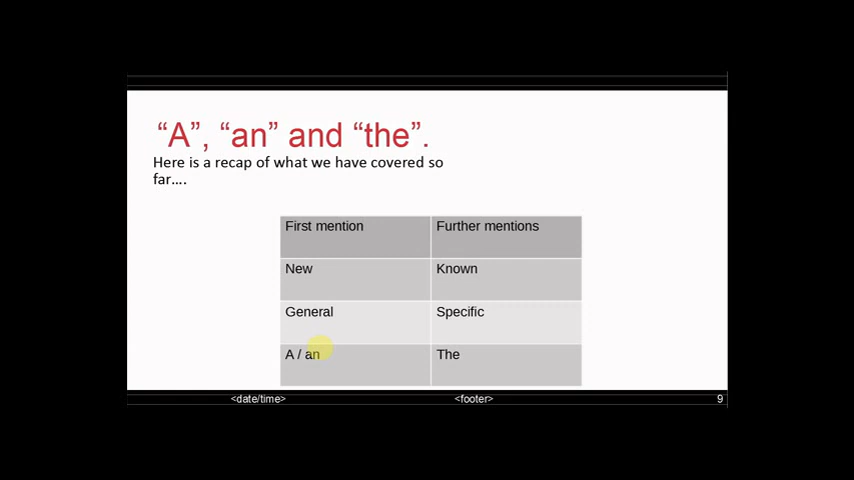 “A”, “an” and “the”.
Here is a recap of what we have covered so
far....
First mention Further mentions
New Known
General Specific
A / an The
<date/time> <footer> 9